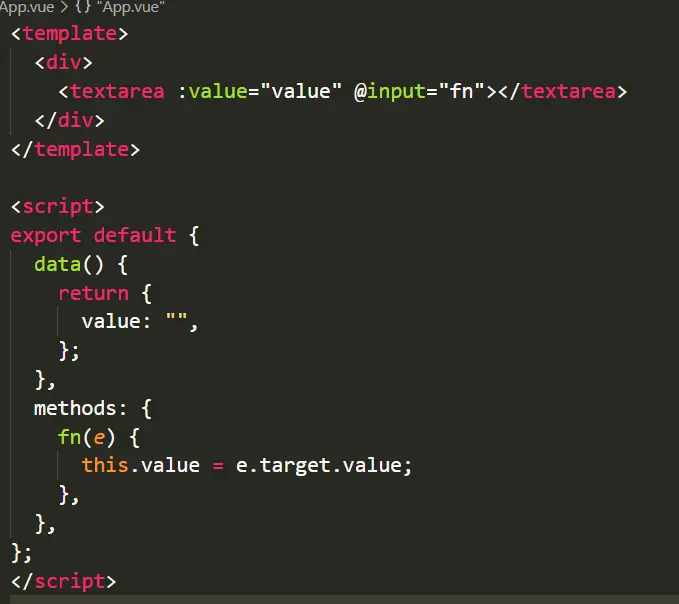 App.vue > {} "App.vue"
<template>
  <div>
    <textarea :value="value" @input="fn"></textarea>
  </div>
</template>

<script>
export default {
  data() {
    return {
      value: "",
    };
  },
  methods: {
    fn(e) {
      this.value = e.target.value;
    },
  },
};
</script>